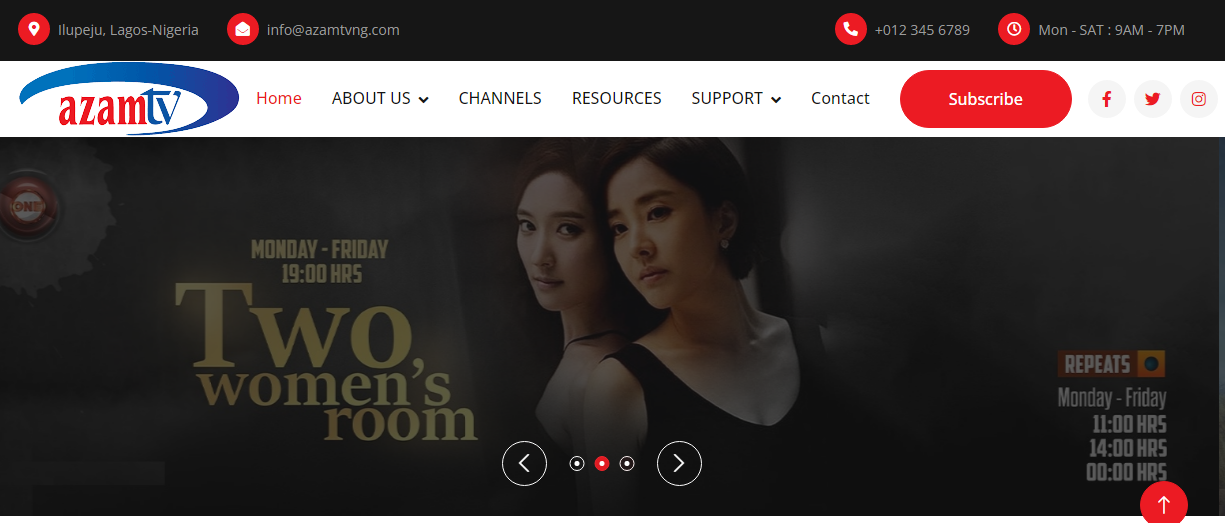 Ilupeju, Lagos-Nigeria
info@azamtvng.com
+012 345 6789
Mon - SAT : 9AM - 7PM
azamtv
Home
ABOUT US
CHANNELS
RESOURCES
SUPPORT
Contact
Subscribe
ONE
MONDAY - FRIDAY
19:00 HRS
Two
women's
room
REPEATS
Monday - Friday
11:00 HRS
14:00 HRS
00:00 HRS